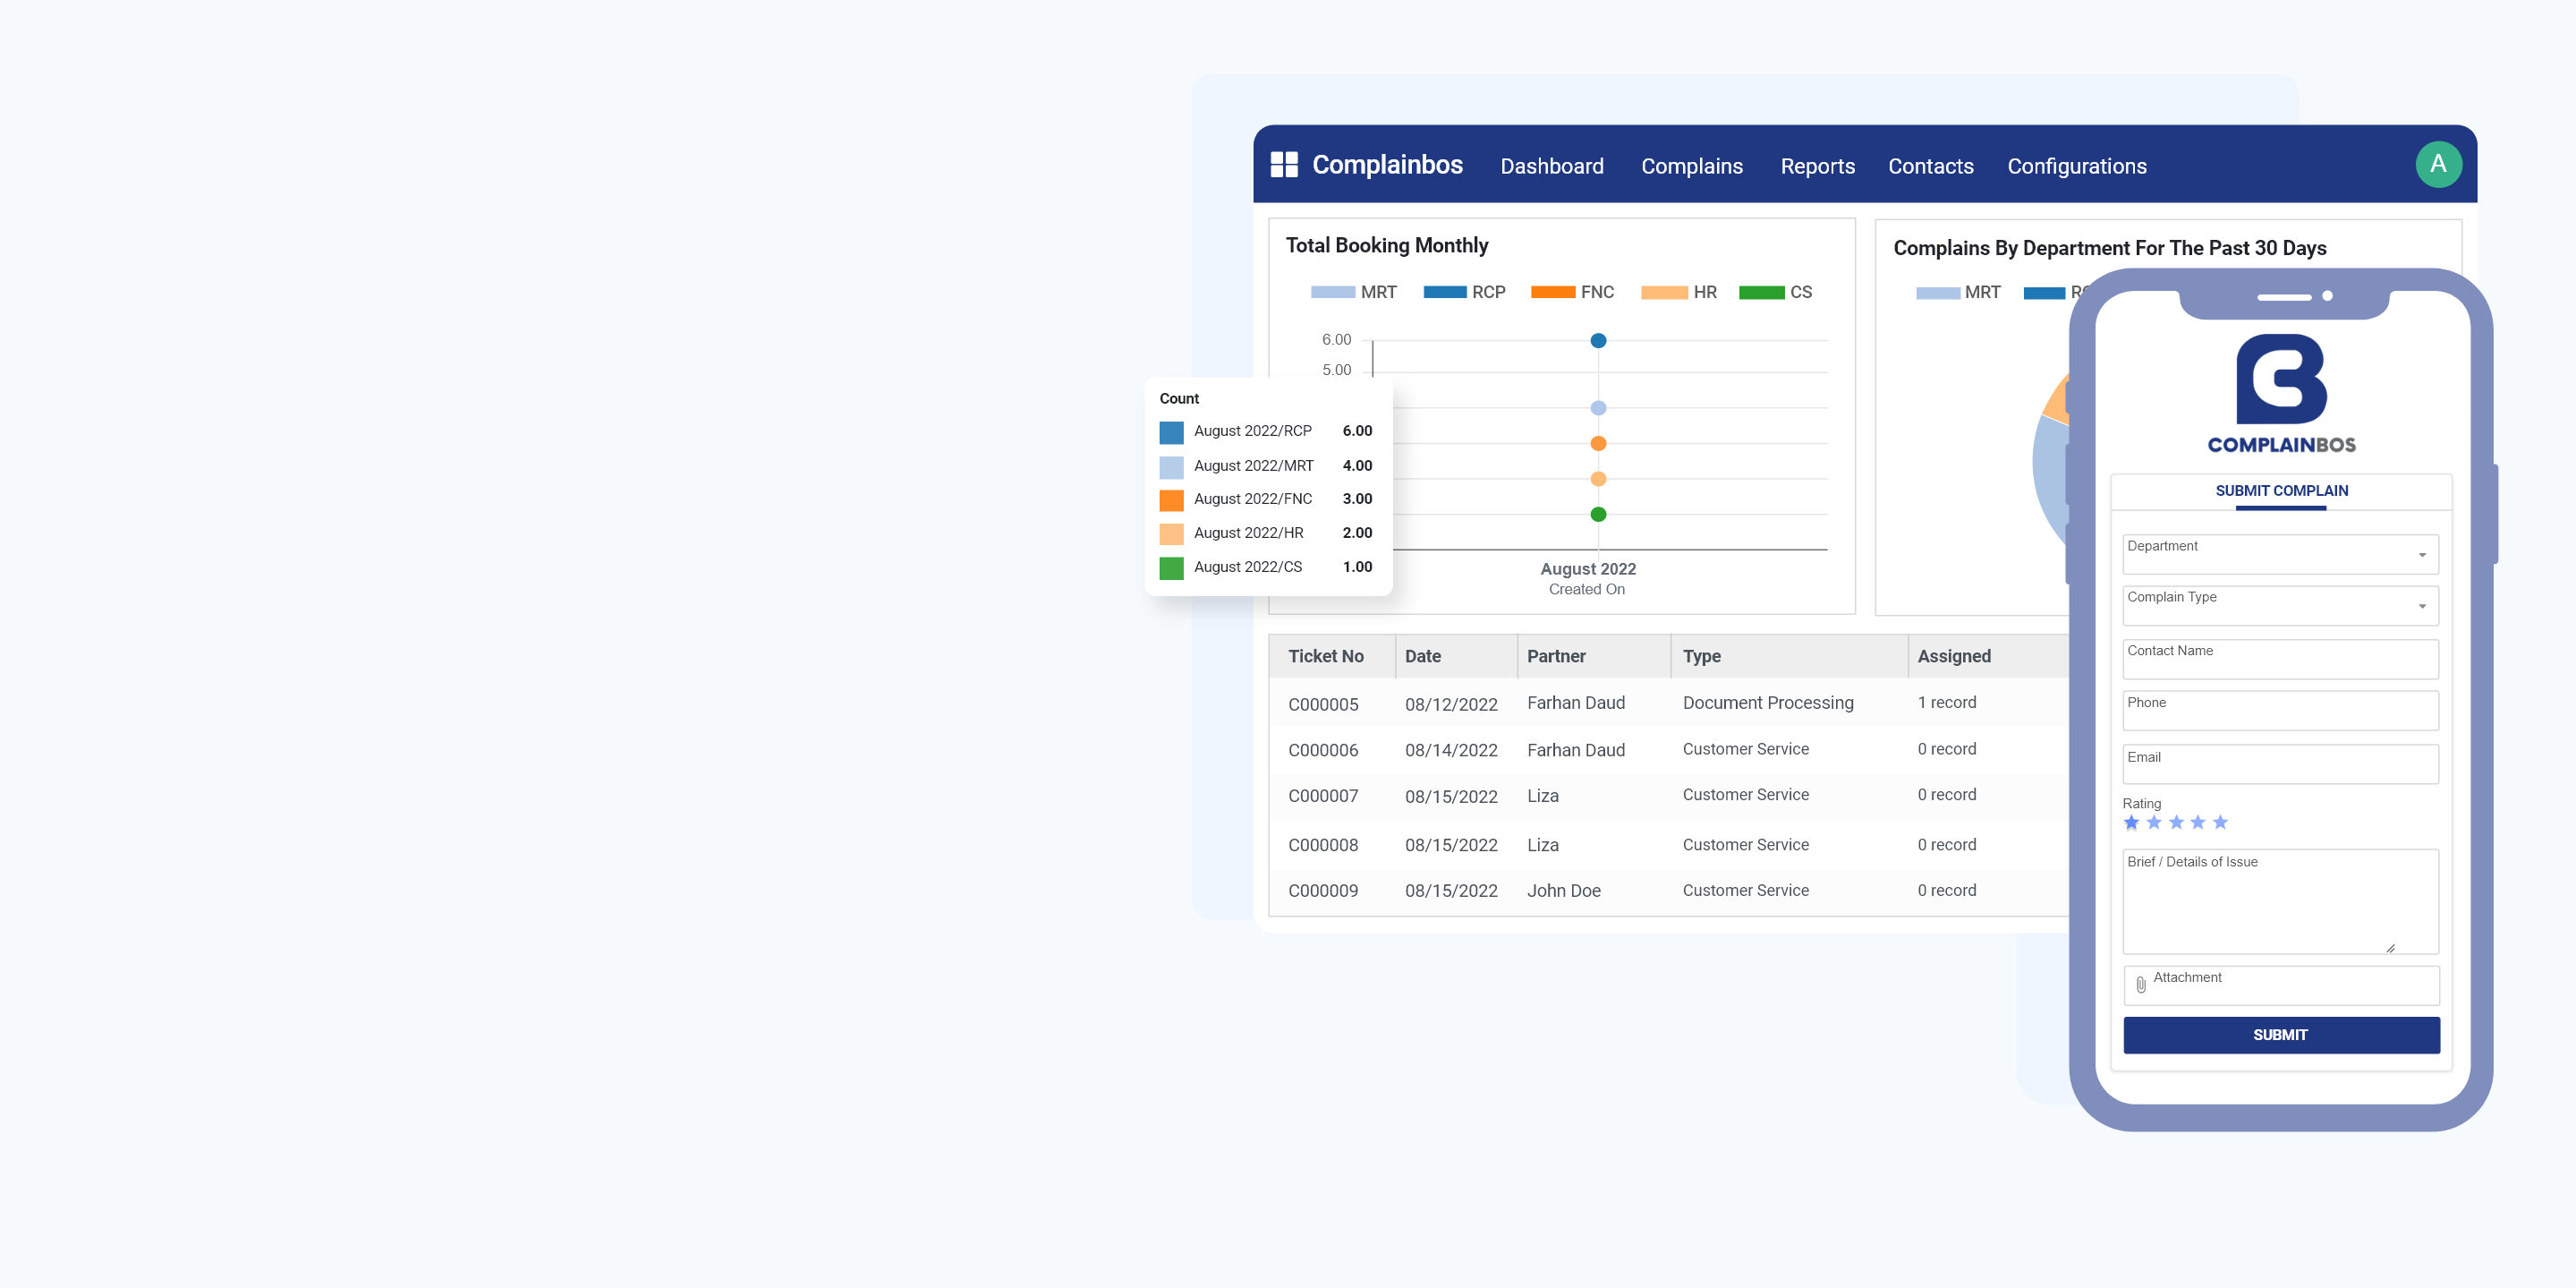 Complainbos Dashboard Complains Reports Contacts Configurations A
Total Booking Monthly
MRT RCP FNC HR CS
6.00
5.00
August 2022
Created On
Count
August 2022/RCP 6.00
August 2022/MRT 4.00
August 2022/FNC 3.00
August 2022/HR 2.00
August 2022/CS 1.00
Complains By Department For The Past 30 Days
MRT
Ticket No Date Partner Type Assigned
C000005 08/12/2022 Farhan Daud Document Processing 1 record
C000006 08/14/2022 Farhan Daud Customer Service 0 record
C000007 08/15/2022 Liza Customer Service 0 record
C000008 08/15/2022 Liza Customer Service 0 record
C000009 08/15/2022 John Doe Customer Service 0 record
COMPLAINBOS
SUBMIT COMPLAIN
Department
Complain Type
Contact Name
Phone
Email
Rating
Brief / Details of Issue
Attachment
SUBMIT